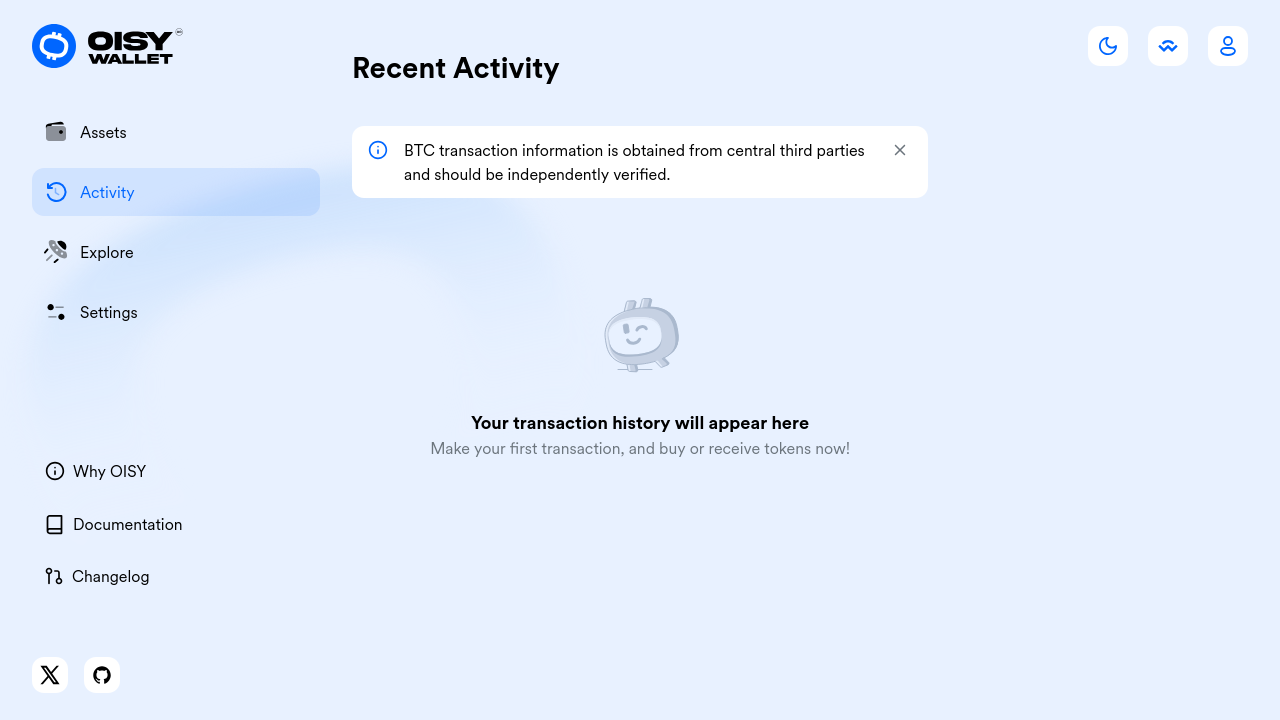 OISY
WALLET
Recent Activity
Assets
Activity
Explore
Settings
BTC transaction information is obtained from central third parties
and should be independently verified.
Your transaction history will appear here
Make your first transaction, and buy or receive tokens now!
Why OISY
Documentation
Changelog